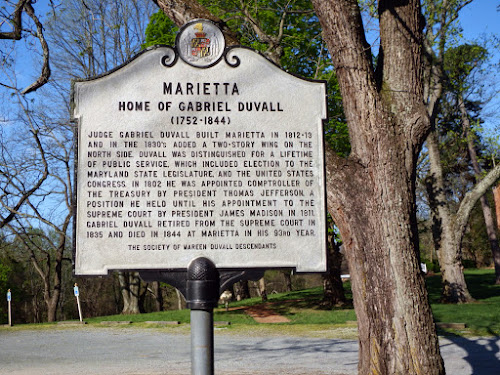 MARIETTA
HOME OF GABRIEL DUVALL
(1752-1844)
JUDGE GABRIEL DUVALL BUILT MARIETTA IN 1812-13
AND IN THE 1830's ADDED A TWO-STORY WING ON THE
NORTH SIDE. DUVALL WAS DISTINGUISHED FOR A LIFETIME
OF PUBLIC SERVICE, WHICH INCLUDED ELECTION TO THE
MARYLAND STATE LEGISLATURE, AND THE UNITED STATES
CONGRESS. IN 1802 HE WAS APPOINTED COMPTROLLER OF
THE TREASURY BY PRESIDENT THOMAS JEFFERSON, A
POSITION HE HELD UNTIL HIS APPOINTMENT TO THE
SUPREME COURT BY PRESIDENT JAMES MADISON IN 1811.
GABRIEL DUVALL RETIRED FROM THE SUPREME COURT IN
1835 AND DIED IN 1844 AT MARIETTA IN HIS 93RD YEAR.
THE SOCIETY OF MAREEN DUVALL DESCENDANTS